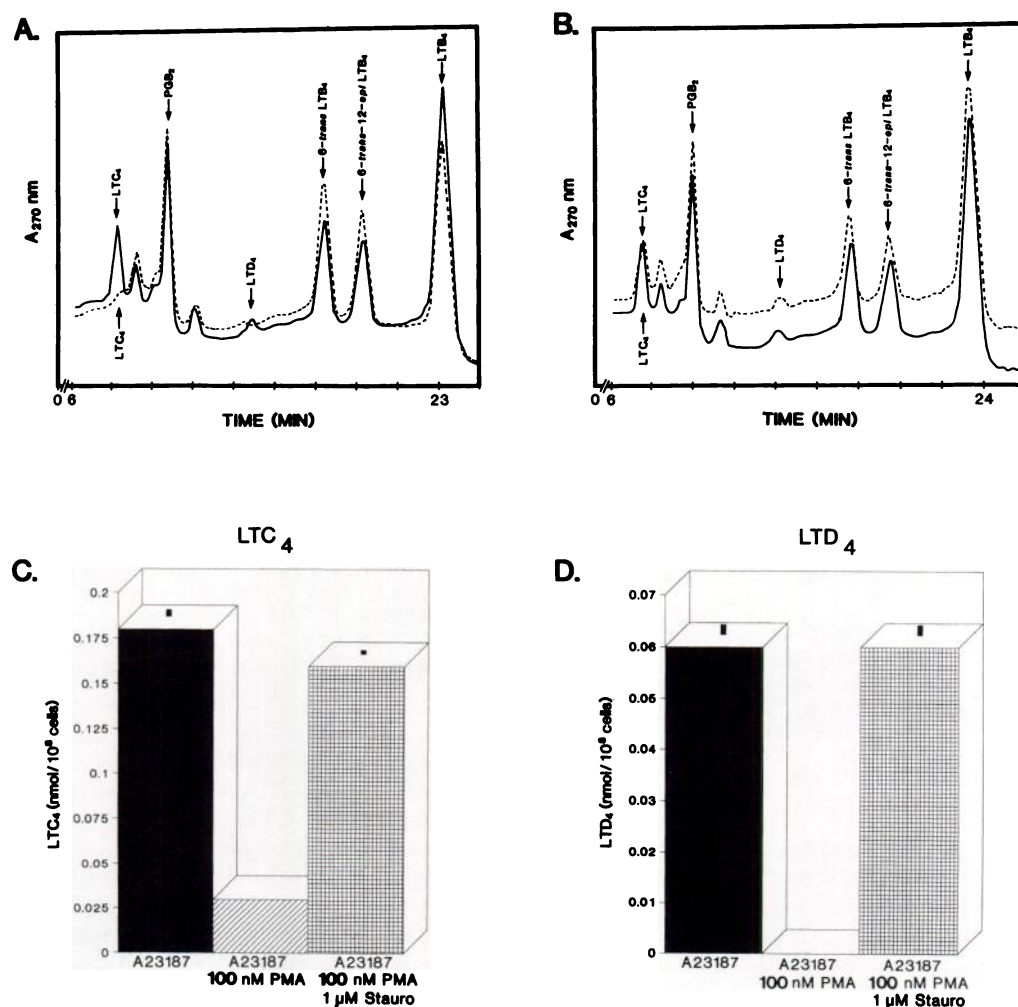 A.
A270 nm
LTC4
LTC4
PGB2
LTD4
6-trans LTB4
6-trans-12-epi LTB4
LTB4
0 6
23
TIME (MIN)
B.
A270 nm
LTC4
LTC4
PGB2
LTD4
6-trans LTB4
6-trans-12-epi LTB4
LTB4
0 6
24
TIME (MIN)
LTC4
C.
LTC4 (nmol/10⁶ cells)
0.2
0.175
0.15
0.125
0.1
0.075
0.05
0.025
0
A23187
A23187
100 nM PMA
A23187
100 nM PMA
1 µM Stauro
LTD4
D.
LTD4 (nmol/10⁶ cells)
0.07
0.06
0.05
0.04
0.03
0.02
0.01
0
A23187
A23187
100 nM PMA
A23187
100 nM PMA
1 µM Stauro